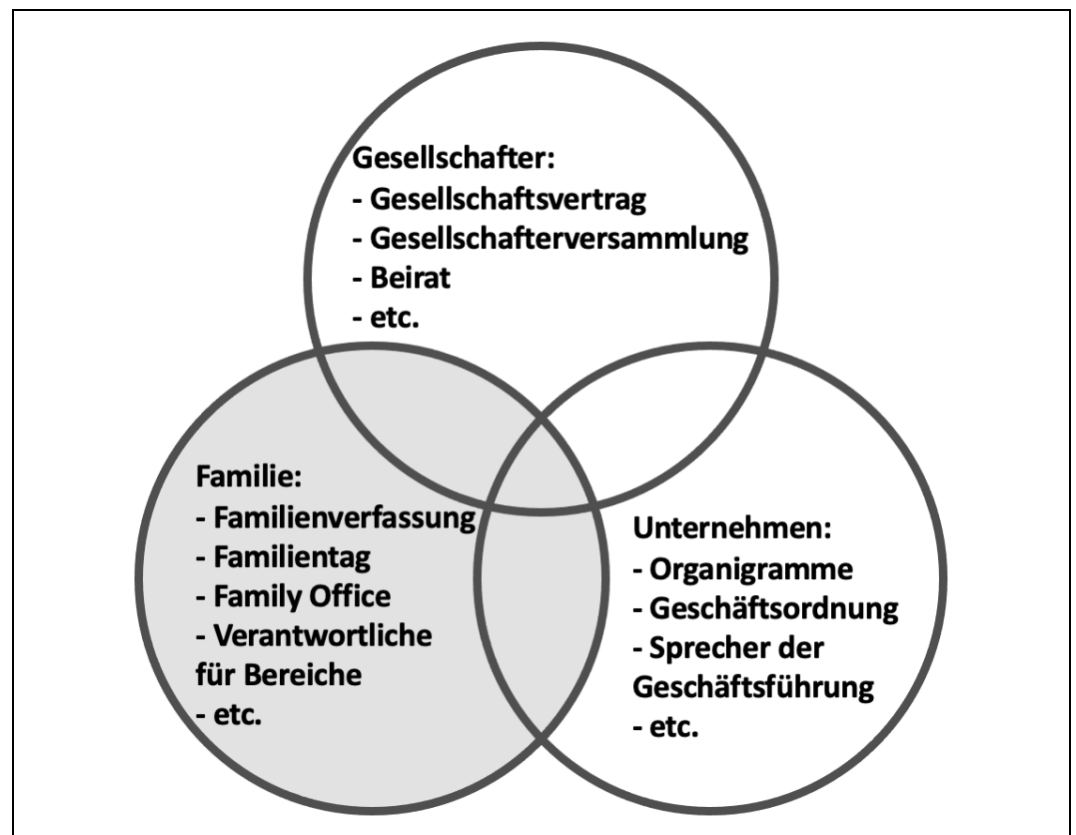 Gesellschafter:
- Gesellschaftsvertrag
- Gesellschafterversammlung
- Beirat
- etc.
Familie:
- Familienverfassung
- Familientag
- Family Office
- Verantwortliche
für Bereiche
- etc.
Unternehmen:
- Organigramme
- Geschäftsordnung
- Sprecher der
Geschäftsführung
- etc.